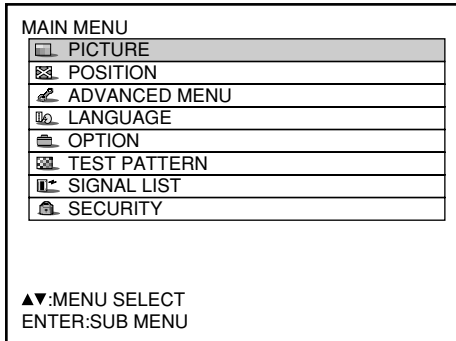 MAIN MENU
PICTURE
POSITION
ADVANCED MENU
LANGUAGE
OPTION
TEST PATTERN
SIGNAL LIST
SECURITY
▲▼:MENU SELECT
ENTER:SUB MENU